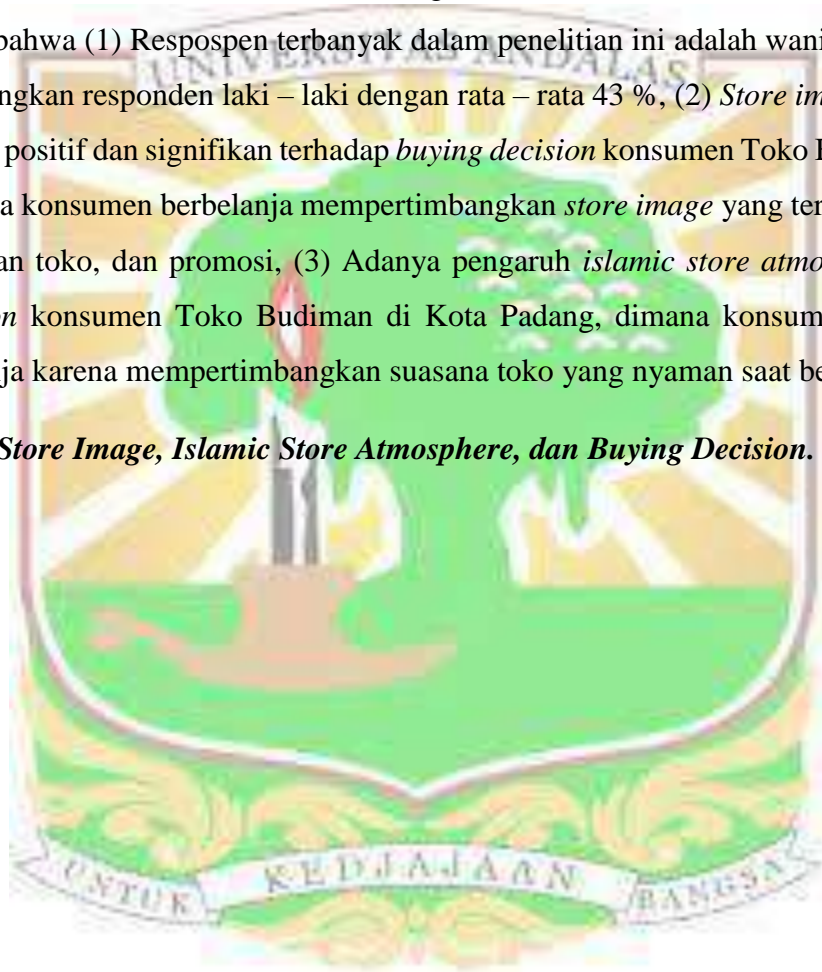 bahwa (1) Respospen terbanyak dalam penelitian ini adalah wani
UNIVERSITAS ANDALAS
ngkan responden laki – laki dengan rata – rata 43 %, (2) Store im
positif dan signifikan terhadap buying decision konsumen Toko
a konsumen berbelanja mempertimbangkan store image yang ter
an toko, dan promosi, (3) Adanya pengaruh islamic store atmo
on konsumen Toko Budiman di Kota Padang, dimana konsum
ja karena mempertimbangkan suasana toko yang nyaman saat be
Store Image, Islamic Store Atmosphere, dan Buying Decision.
UNTUK KEDJAJAAN BANGSA